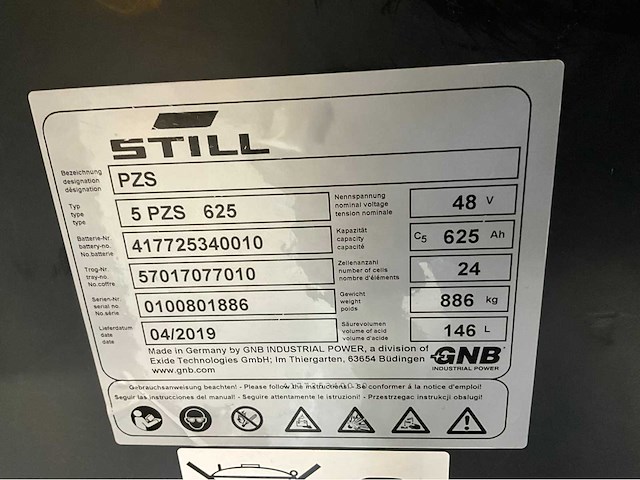 STILL
Bezeichnung
designation
désignation
PZS
Typ
type
type
5 PZS 625
Nennspannung
nominal voltage
tension nominale
48 V
Batterie-Nr.
battery-no.
No.batterie
417725340010
Kapazität
capacity
capacité
C5 625 Ah
Trog-Nr.
tray-no.
No.coffre
57017077010
Zellenanzahl
number of cells
nombre d'éléments
24
Serien-Nr.
serial no.
No.série
0100801886
Gewicht
weight
poids
886 kg
Lieferdatum
date
date
04/2019
Säurevolumen
volume of acid
volume d'acide
146 L
Made in Germany by GNB INDUSTRIAL POWER, a division of
Exide Technologies GmbH; Im Thiergarten, 63654 Büdingen
www.gnb.com
GNB
INDUSTRIAL POWER
Gebrauchsanweisung beachten! - Please follow the instructions! - Se conformer à la notice d'emploi!
Seguir las instrucciones del manual! - Seguire attentamente le istruzioni! - Przestrzegac instrukcji obslugi!